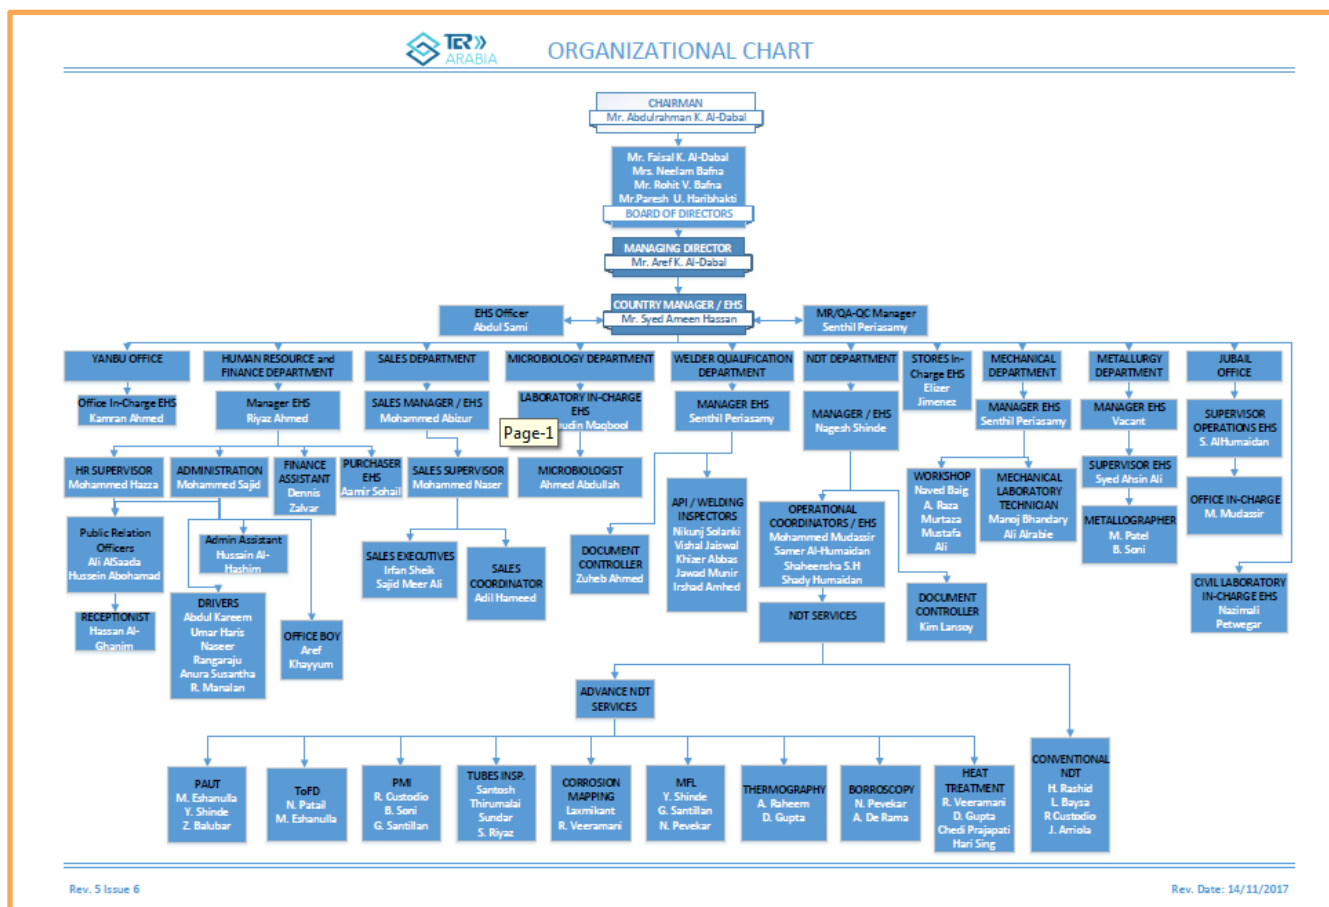 TCR»
ARABIA
ORGANIZATIONAL CHART
CHAIRMAN
Mr. Abdulrahman K. Al-Dabal
Mr. Faisal K. Al-Dabal
Mrs. Neelam Bafna
Mr. Rohit V. Bafna
Mr.Paresh U. Haribhakti
BOARD OF DIRECTORS
MANAGING DIRECTOR
Mr. Aref K. Al-Dabal
COUNTRY MANAGER / EHS
Mr. Syed Ameen Hassan
EHS Officer
Abdul Sami
MR/QA-QC Manager
Senthil Periasamy
YANBU OFFICE
HUMAN RESOURCE and
FINANCE DEPARTMENT
SALES DEPARTMENT
MICROBIOLOGY DEPARTMENT
WELDER QUALIFICATION
DEPARTMENT
NDT DEPARTMENT
STORES In-
Charge EHS
Elizer
Jimenez
MECHANICAL
DEPARTMENT
METALLURGY
DEPARTMENT
JUBAIL
OFFICE
Office In-Charge EHS
Kamran Ahmed
Manager EHS
Riyaz Ahmed
SALES MANAGER / EHS
Mohammed Abizur
LABORATORY IN-CHARGE
EHS
udin Maqbool
Page-1
MANAGER EHS
Senthil Periasamy
MANAGER / EHS
Nagesh Shinde
MANAGER EHS
Senthil Periasamy
MANAGER EHS
Vacant
SUPERVISOR
OPERATIONS EHS
S. AlHumaidan
HR SUPERVISOR
Mohammed Hazza
ADMINISTRATION
Mohammed Sajid
FINANCE
ASSISTANT
Dennis
Zalvar
PURCHASER
EHS
Aamir Sohail
SALES SUPERVISOR
Mohammed Naser
MICROBIOLOGIST
Ahmed Abdullah
API / WELDING
INSPECTORS
Nikunj Solanki
Vishal Jaiswal
Khizer Abbas
Jawad Munir
Irshad Amhed
OPERATIONAL
COORDINATORS / EHS
Mohammed Mudassir
Samer Al-Humaidan
Shaheensha S.H
Shady Humaidan
WORKSHOP
Naved Baig
A. Raza
Murtaza
Mustafa
Ali
MECHANICAL
LABORATORY
TECHNICIAN
Manoj Bhandary
Ali Alrabie
SUPERVISOR EHS
Syed Ahsin Ali
METALLOGRAPHER
M. Patel
B. Soni
OFFICE IN-CHARGE
M. Mudassir
Public Relation
Officers
Ali AlSaada
Hussein Abohamad
Admin Assistant
Hussain Al-
Hashim
SALES EXECUTIVES
Irfan Sheik
Sajid Meer Ali
SALES
COORDINATOR
Adil Hameed
DOCUMENT
CONTROLLER
Zuheb Ahmed
DOCUMENT
CONTROLLER
Kim Lansoy
CIVIL LABORATORY
IN-CHARGE EHS
Nazimali
Petwegar
RECEPTIONIST
Hassan Al-
Ghanim
DRIVERS
Abdul Kareem
Umar Haris
Naseer
Rangaraju
Anura Susantha
R. Manalan
OFFICE BOY
Aref
Khayyum
NDT SERVICES
ADVANCE NDT
SERVICES
PAUT
M. Eshanulla
Y. Shinde
Z. Balubar
ToFD
N. Patail
M. Eshanulla
PMI
R. Custodio
B. Soni
G. Santillan
TUBES INSP.
Santosh
Thirumalai
Sundar
S. Riyaz
CORROSION
MAPPING
Laxmikant
R. Veeramani
MFL
Y. Shinde
G. Santillan
N. Pevekar
THERMOGRAPHY
A. Raheem
D. Gupta
BORROSCOPY
N. Pevekar
A. De Rama
HEAT
TREATMENT
R. Veeramani
D. Gupta
Chedi Prajapati
Hari Sing
CONVENTIONAL
NDT
H. Rashid
L. Baysa
R Custodio
J. Arriola
Rev. 5 Issue 6
Rev. Date: 14/11/2017